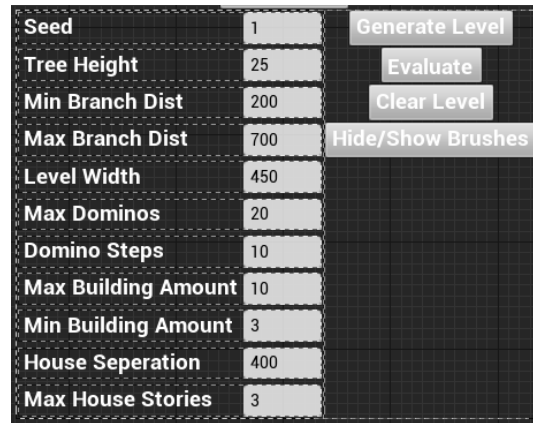 Seed 1 Generate Level
Tree Height 25 Evaluate
Min Branch Dist 200 Clear Level
Max Branch Dist 700 Hide/Show Brushes
Level Width 450
Max Dominos 20
Domino Steps 10
Max Building Amount 10
Min Building Amount 3
House Seperation 400
Max House Stories 3